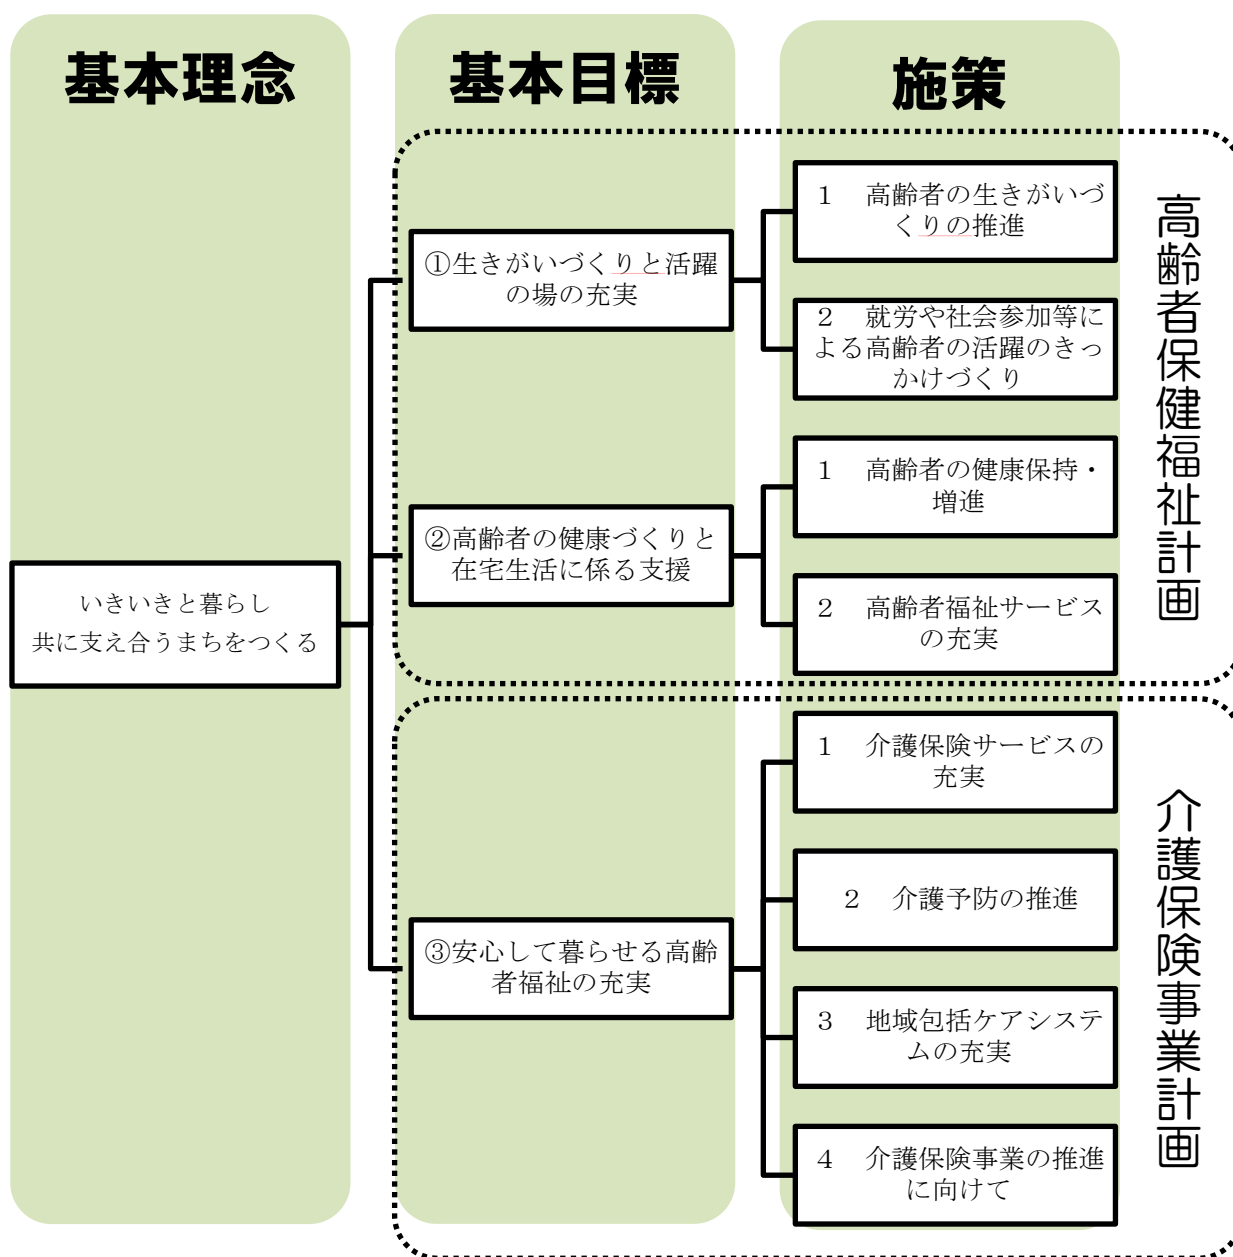 基本理念
基本目標
施策
いきいきと暮らし
共に支え合うまちをつくる
①生きがいづくりと活躍
の場の充実
1　高齢者の生きがいづ
くりの推進
2　就労や社会参加等に
よる高齢者の活躍のきっ
かけづくり
②高齢者の健康づくりと
在宅生活に係る支援
1　高齢者の健康保持・
増進
2　高齢者福祉サービス
の充実
高齢者保健福祉計画
③安心して暮らせる高齢
者福祉の充実
1　介護保険サービスの
充実
2　介護予防の推進
3　地域包括ケアシステ
ムの充実
4　介護保険事業の推進
に向けて
介護保険事業計画